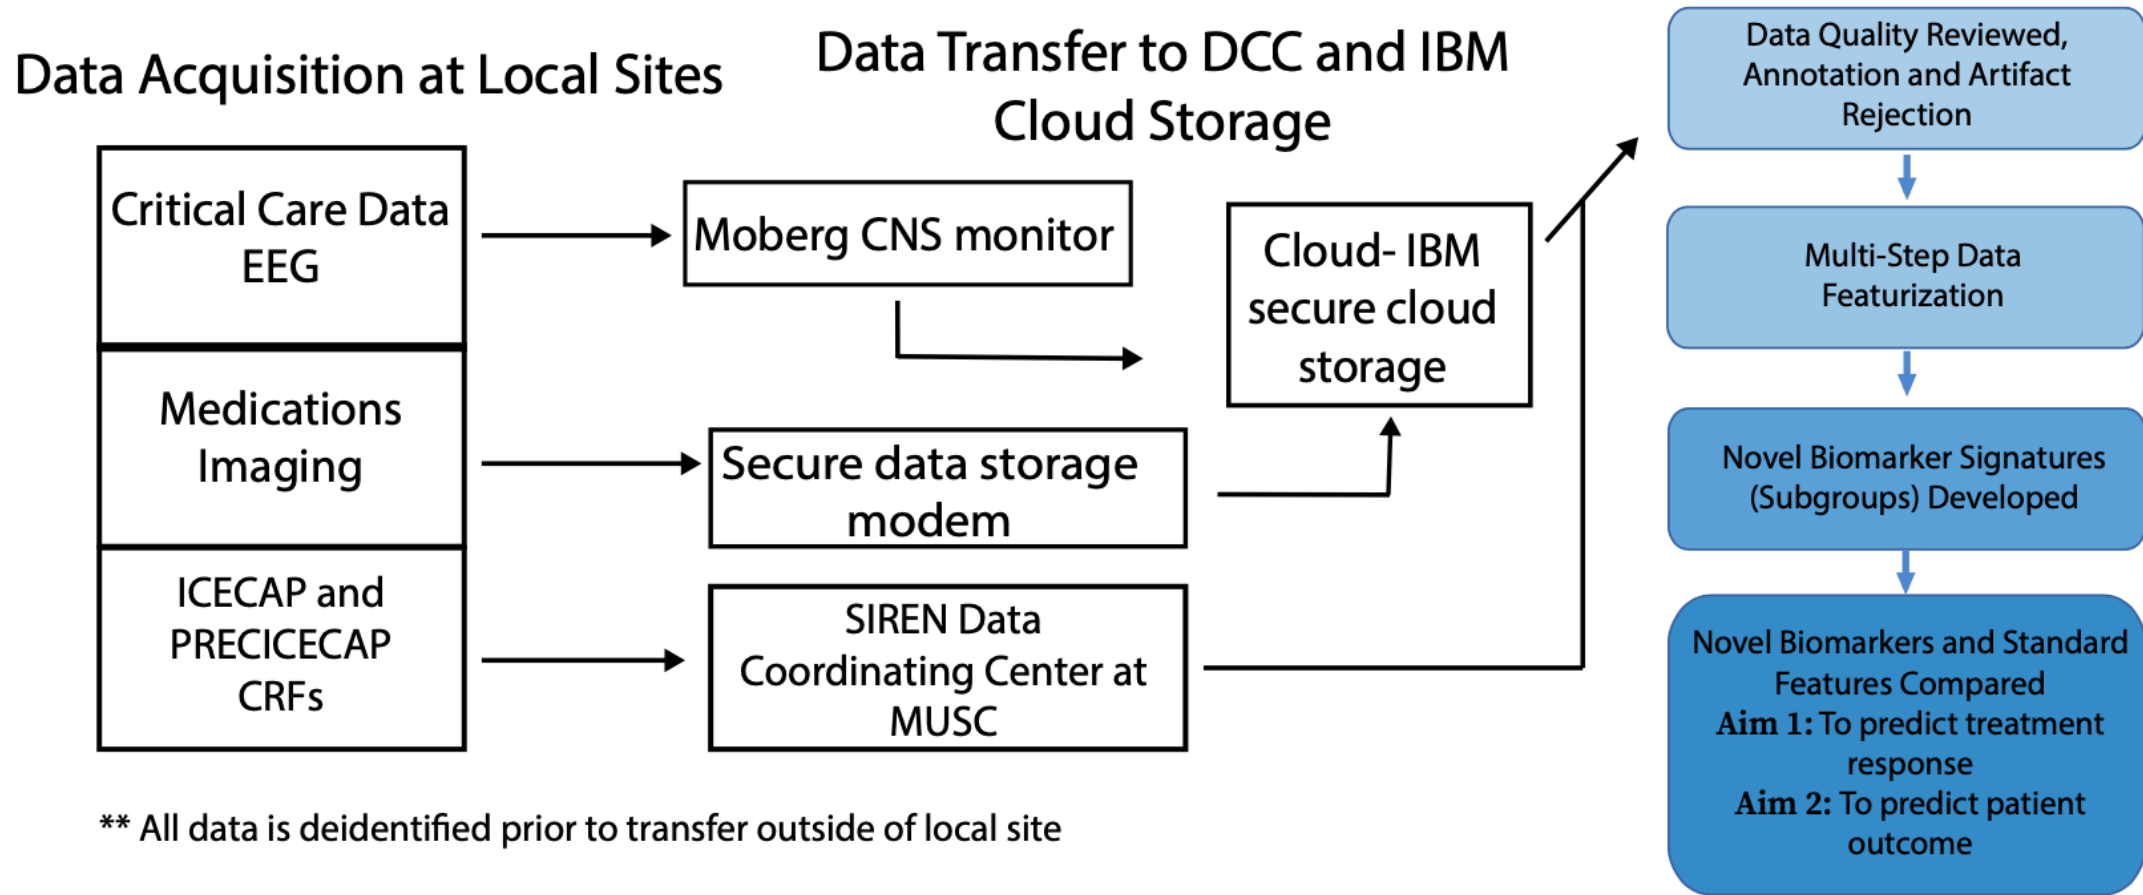 Data Acquisition at Local Sites
Data Transfer to DCC and IBM
Cloud Storage
Critical Care Data
EEG
Medications
Imaging
ICECAP and
PRECICECAP
CRFs
Moberg CNS monitor
Secure data storage
modem
SIREN Data
Coordinating Center at
MUSC
Cloud- IBM
secure cloud
storage
Data Quality Reviewed,
Annotation and Artifact
Rejection
Multi-Step Data
Featurization
Novel Biomarker Signatures
(Subgroups) Developed
Novel Biomarkers and Standard
Features Compared
Aim 1: To predict treatment
response
Aim 2: To predict patient
outcome
** All data is deidentified prior to transfer outside of local site